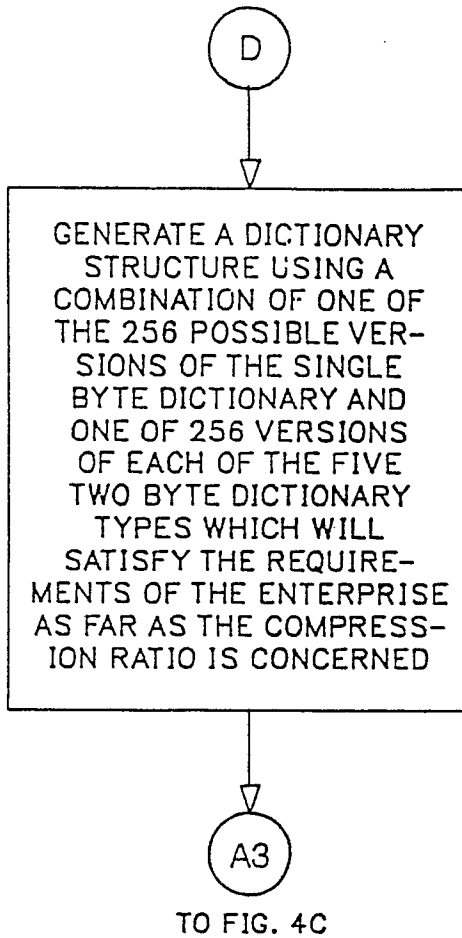 D
GENERATE A DICTIONARY
STRUCTURE USING A
COMBINATION OF ONE OF
THE 256 POSSIBLE VER-
SIONS OF THE SINGLE
BYTE DICTIONARY AND
ONE OF 256 VERSIONS
OF EACH OF THE FIVE
TWO BYTE DICTIONARY
TYPES WHICH WILL
SATISFY THE REQUIRE-
MENTS OF THE ENTERPRISE
AS FAR AS THE COMPRESS-
ION RATIO IS CONCERNED
A3
TO FIG. 4C